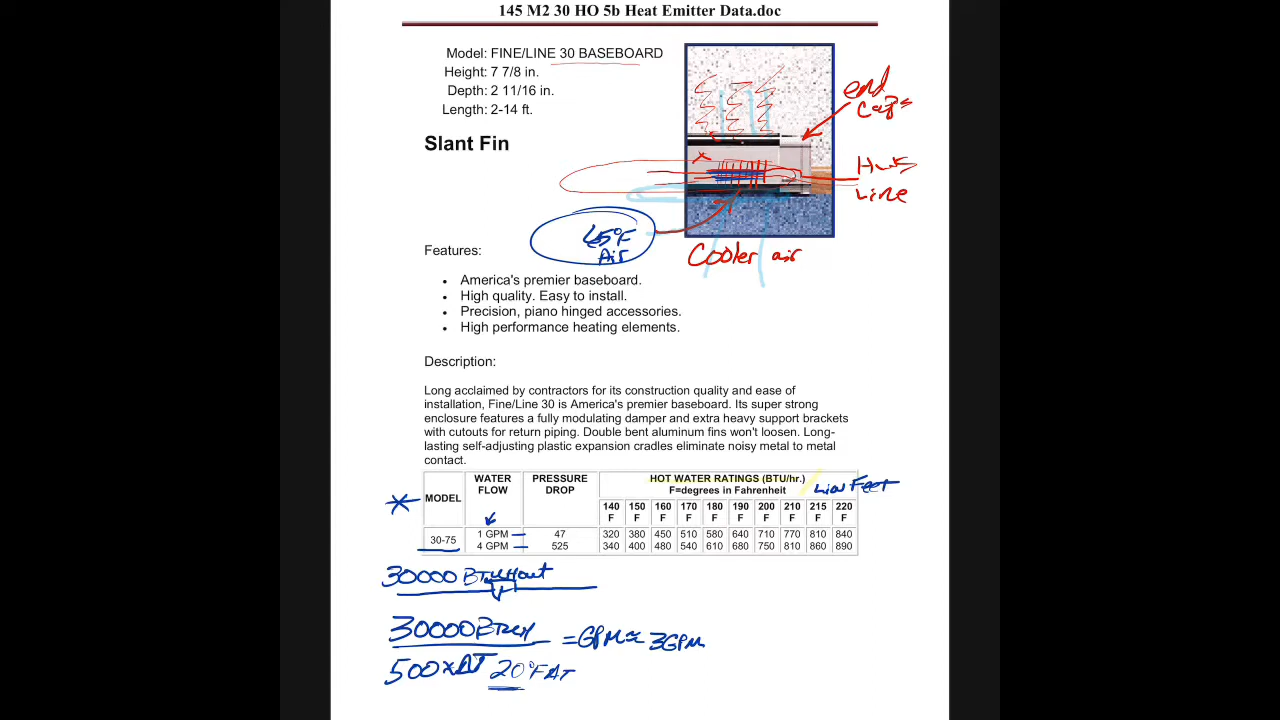 145 M2 30 HO 5b Heat Emitter Data.doc
Model: FINE/LINE 30 BASEBOARD
Height: 7 7/8 in.
Depth: 2 11/16 in.
Length: 2-14 ft.
end
caps
Slant Fin
HWS
Line
65°F
Air
Cooler air
Features:
• America's premier baseboard.
• High quality. Easy to install.
• Precision, piano hinged accessories.
• High performance heating elements.
Description:
Long acclaimed by contractors for its construction quality and ease of
installation, Fine/Line 30 is America's premier baseboard. Its super strong
enclosure features a fully modulating damper and extra heavy support brackets
with cutouts for return piping. Double bent aluminum fins won't loosen. Long-
lasting self-adjusting plastic expansion cradles eliminate noisy metal to metal
contact.
MODEL WATER FLOW PRESSURE DROP HOT WATER RATINGS (BTU/hr.) F=degrees in Fahrenheit Lin Feet
140 F 150 F 160 F 170 F 180 F 190 F 200 F 210 F 215 F 220 F
30-75 1 GPM 47 320 380 450 510 580 640 710 770 810 840
4 GPM 525 340 400 480 540 610 680 750 810 860 890
30000 BTUH out
30000 BTUH = GPM ≈ 3GPM
500 x ΔT 20°F ΔT